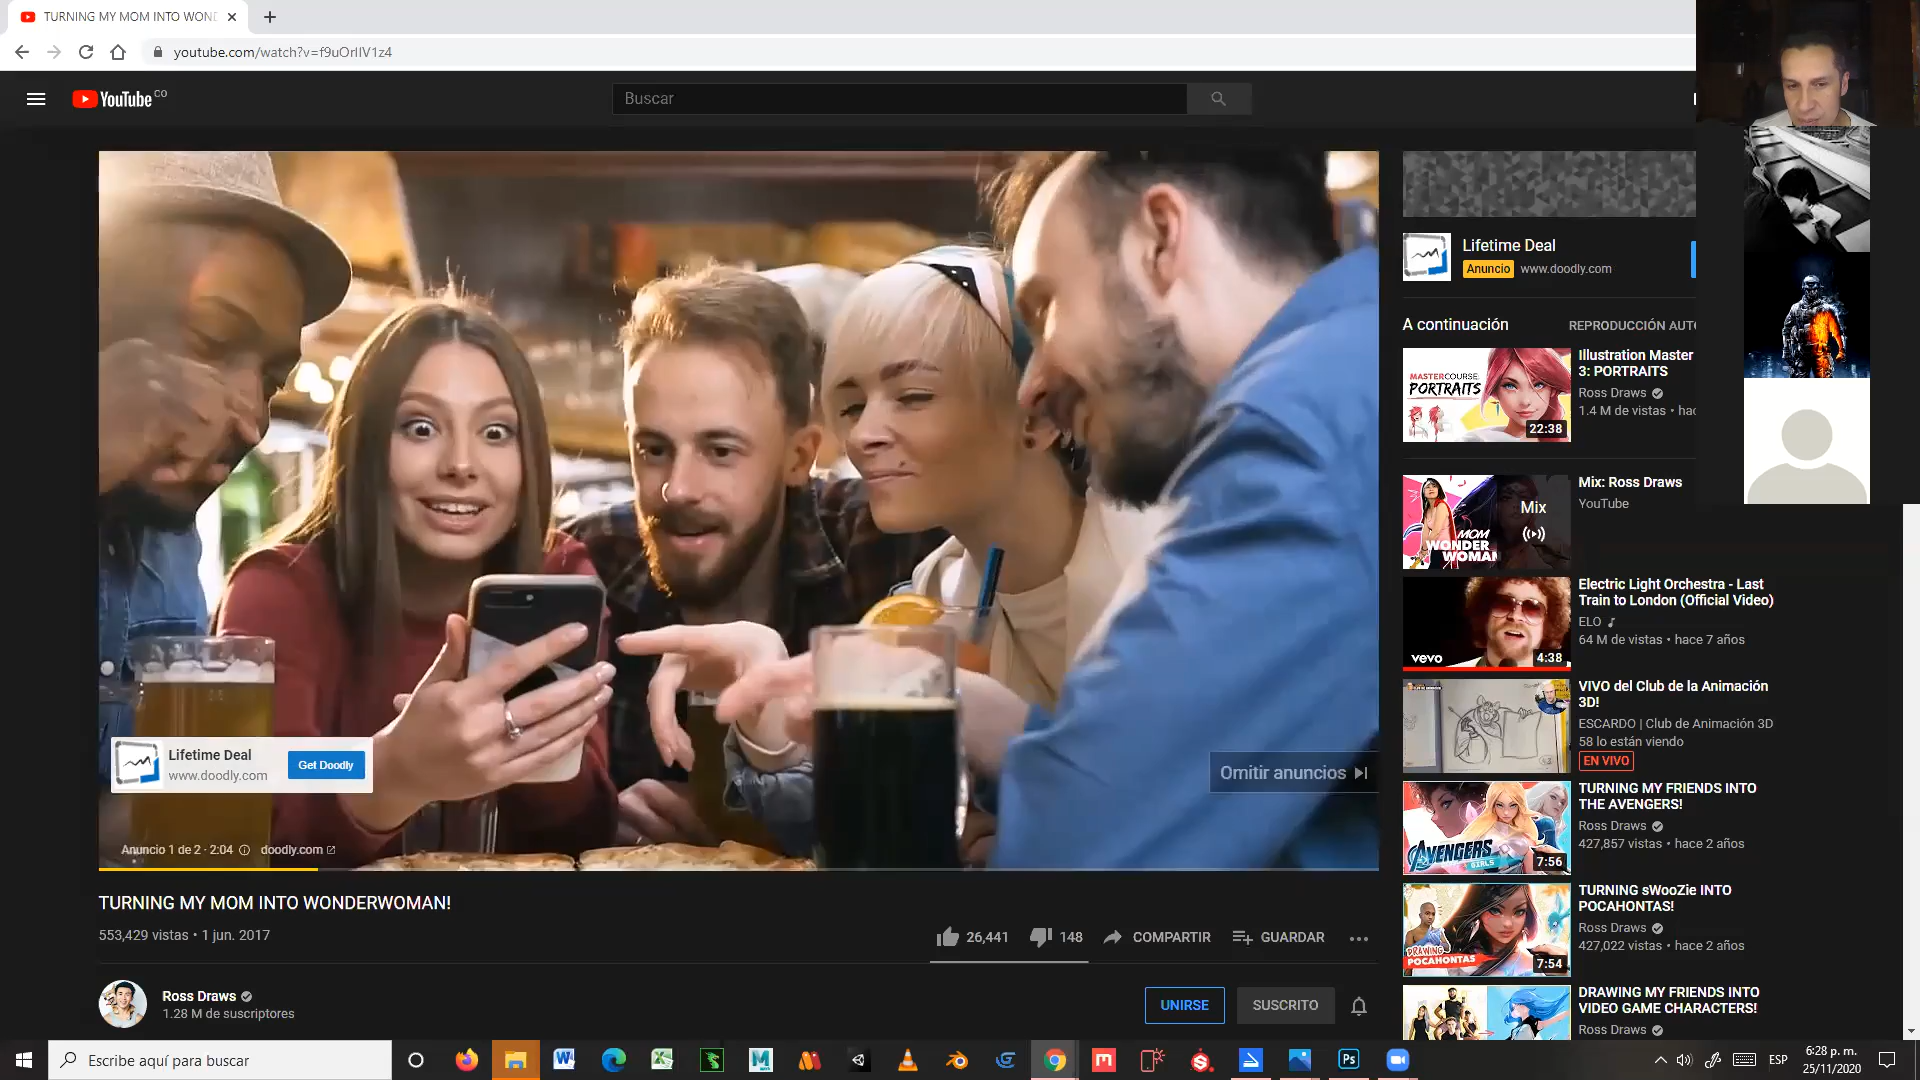 TURNING MY MOM INTO WOND
youtube.com/watch?v=f9uOrIlV1z4
YouTube CO
Buscar
Lifetime Deal
www.doodly.com
Get Doodly
Omitir anuncios
Anuncio 1 de 2 · 2:04
doodly.com
TURNING MY MOM INTO WONDERWOMAN!
553,429 vistas • 1 jun. 2017
26,441
148
COMPARTIR
GUARDAR
Ross Draws
1.28 M de suscriptores
UNIRSE
SUSCRITO
Lifetime Deal
Anuncio www.doodly.com
A continuación
REPRODUCCIÓN AUTO
MASTERCOURSE:
PORTRAITS
22:38
Illustration Master
3: PORTRAITS
Ross Draws
1.4 M de vistas • hac
MOM
WONDER
WOMAN
Mix
Mix: Ross Draws
YouTube
vevo
4:38
Electric Light Orchestra - Last
Train to London (Official Video)
ELO
64 M de vistas • hace 7 años
VIVO del Club de la Animación
3D!
ESCARDO | Club de Animación 3D
58 lo están viendo
EN VIVO
AVENGERS
GIRLS
7:56
TURNING MY FRIENDS INTO
THE AVENGERS!
Ross Draws
427,857 vistas • hace 2 años
DRAWING
POCAHONTAS
7:54
TURNING sWooZie INTO
POCAHONTAS!
Ross Draws
427,022 vistas • hace 2 años
DRAWING MY FRIENDS INTO
VIDEO GAME CHARACTERS!
Ross Draws
Escribe aquí para buscar
Ps
ESP
6:28 p. m.
25/11/2020